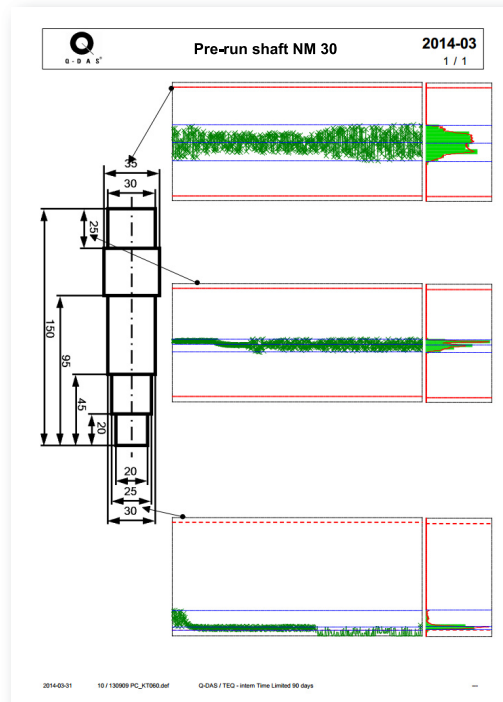 Q-DAS®
Pre-run shaft NM 30
2014-03
1 / 1
35
30
25
150
95
45
20
20
25
30
2014-03-31 10 / 130909 PC_KT060.def Q-DAS / TEQ - intern Time Limited 90 days